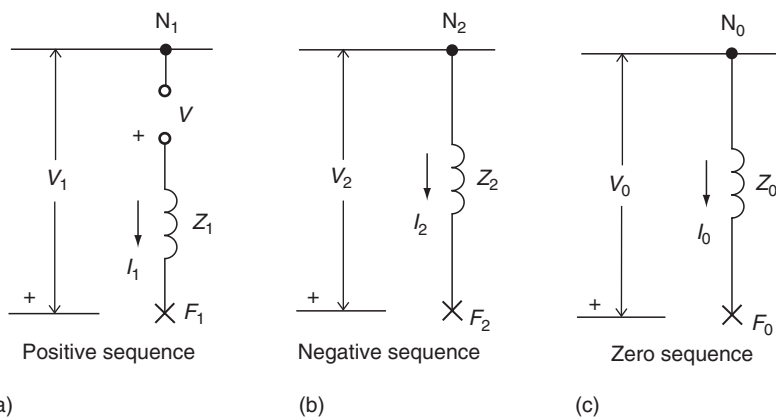 N1
V
+
V1
Z1
I1
+
F1
Positive sequence
a)
N2
V2
Z2
I2
+
F2
Negative sequence
(b)
N0
V0
Z0
I0
+
F0
Zero sequence
(c)